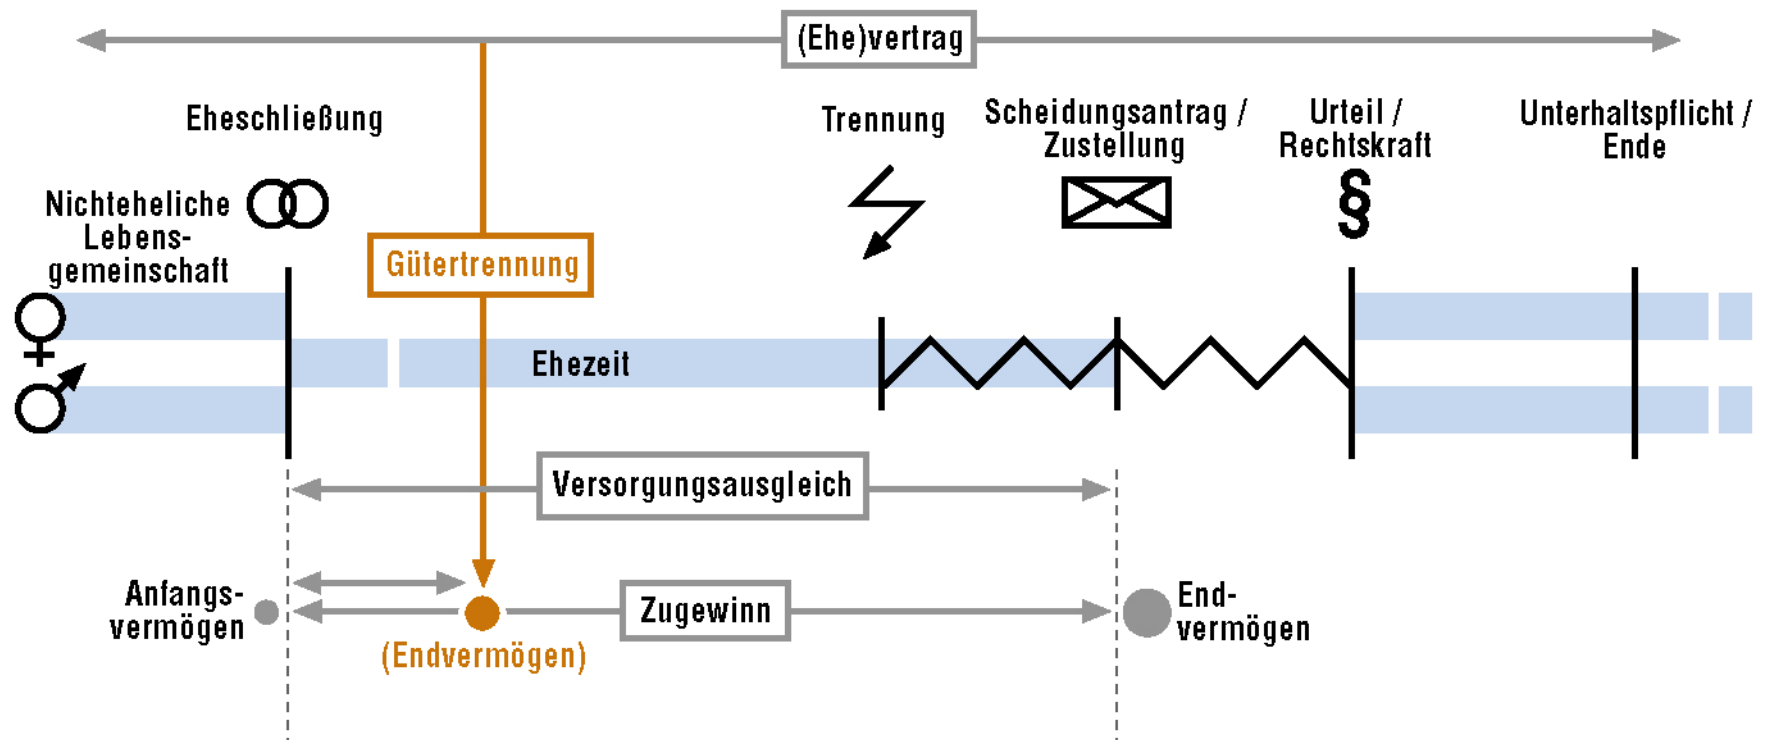 (Ehe)vertrag
Eheschließung
Trennung
Scheidungsantrag /
Zustellung
Urteil /
Rechtskraft
§
Unterhaltspflicht /
Ende
Nichteheliche
Lebens-
gemeinschaft
Gütertrennung
Ehezeit
Versorgungsausgleich
Anfangs-
vermögen
Zugewinn
(Endvermögen)
End-
vermögen